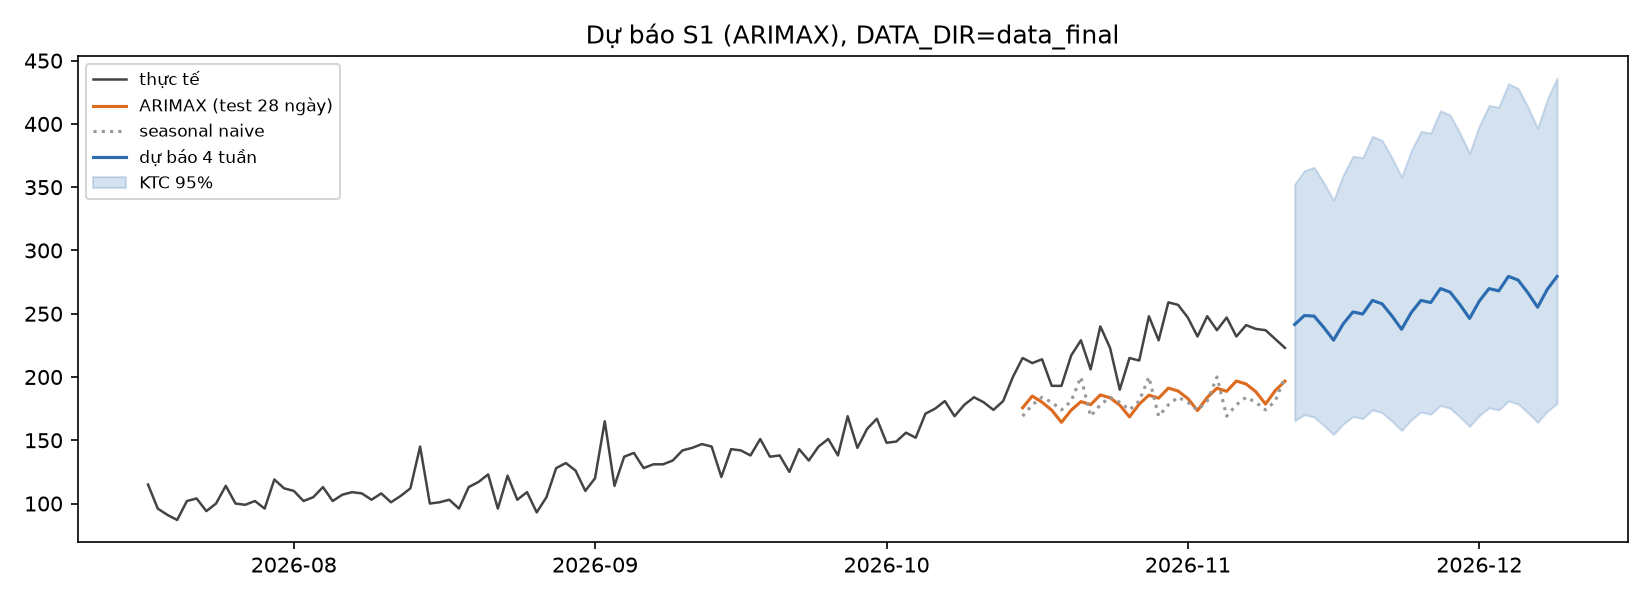 Dự báo S1 (ARIMAX), DATA_DIR=data_final
450
400
350
300
250
200
150
100
thực tế
ARIMAX (test 28 ngày)
seasonal naive
dự báo 4 tuần
KTC 95%
2026-08
2026-09
2026-10
2026-11
2026-12